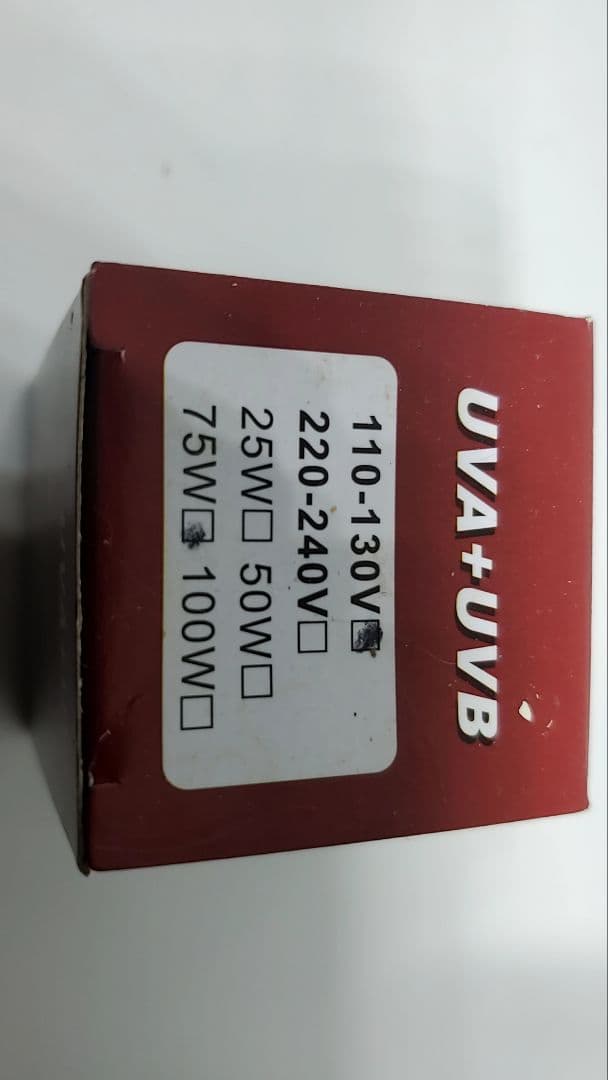 UVA+UVB
110-130V☑
220-240V☐
25W☐ 50W☐
75W☑ 100W☐